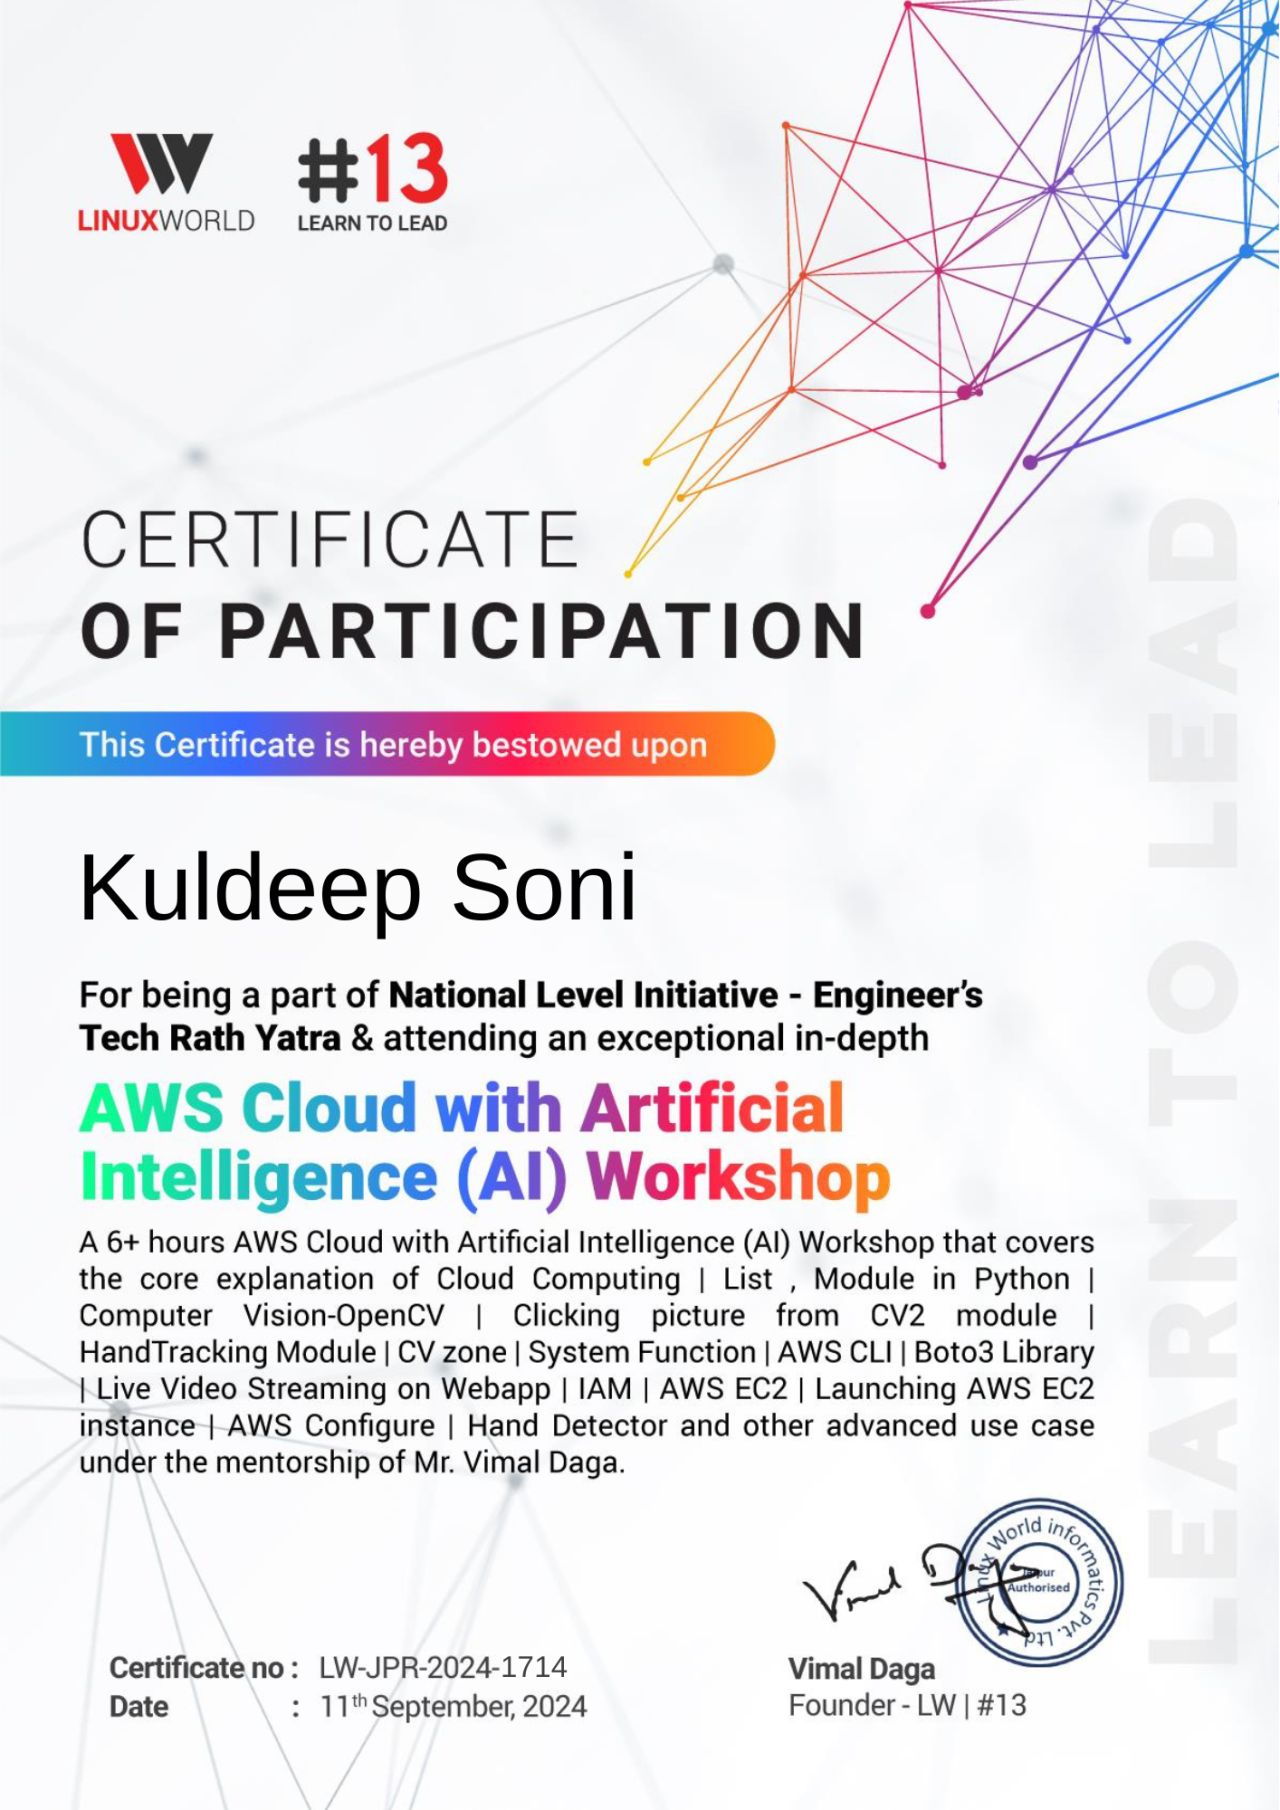 LINUXWORLD
#13
LEARN TO LEAD
CERTIFICATE
OF PARTICIPATION
This Certificate is hereby bestowed upon
Kuldeep Soni
For being a part of National Level Initiative - Engineer’s
Tech Rath Yatra & attending an exceptional in-depth
AWS Cloud with Artificial
Intelligence (AI) Workshop
A 6+ hours AWS Cloud with Artificial Intelligence (AI) Workshop that covers
the core explanation of Cloud Computing | List , Module in Python |
Computer Vision-OpenCV | Clicking picture from CV2 module |
HandTracking Module | CV zone | System Function | AWS CLI | Boto3 Library
| Live Video Streaming on Webapp | IAM | AWS EC2 | Launching AWS EC2
instance | AWS Configure | Hand Detector and other advanced use case
under the mentorship of Mr. Vimal Daga.
LEARN TO LEAD
Vimal Daga
Linux World informatics Pvt. Ltd.
Jaipur
Authorised
Certificate no : LW-JPR-2024-1714
Date : 11th September, 2024
Vimal Daga
Founder - LW | #13